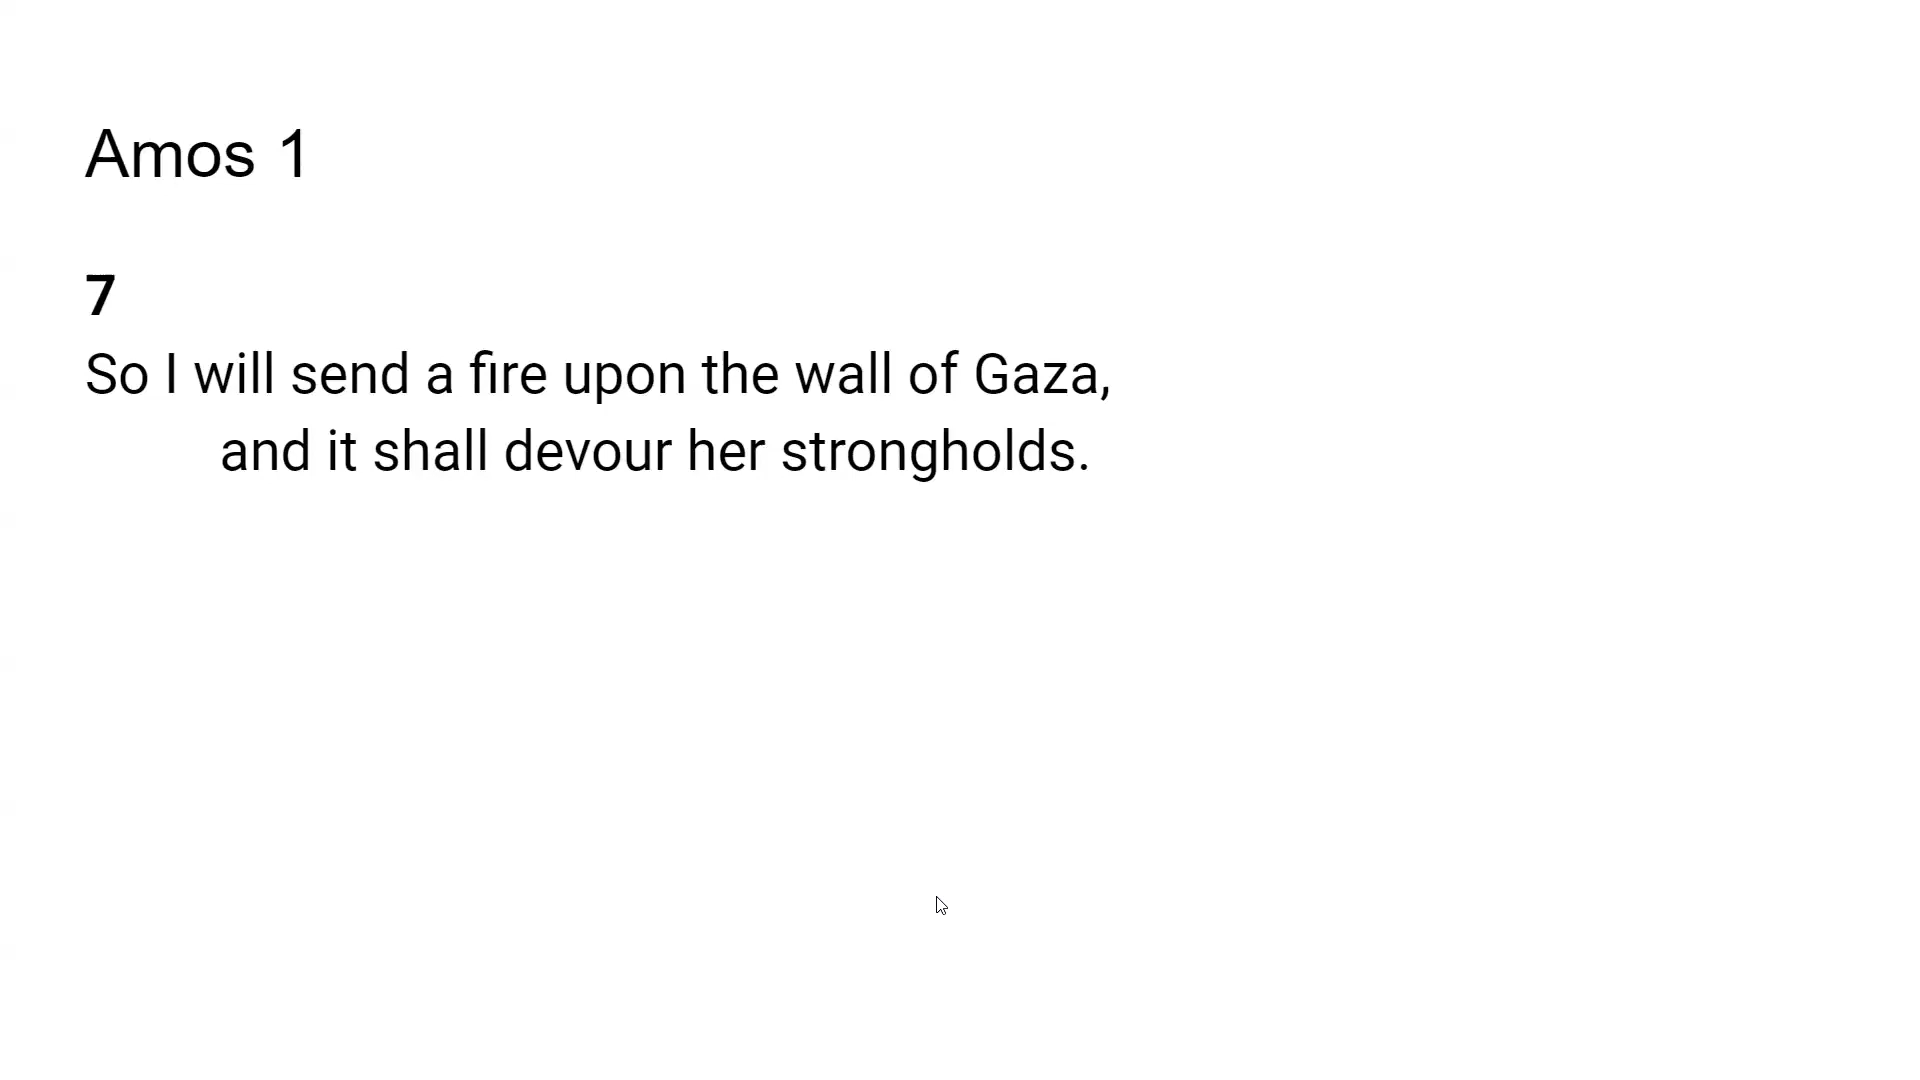 Amos 1
7
So I will send a fire upon the wall of Gaza,
and it shall devour her strongholds.